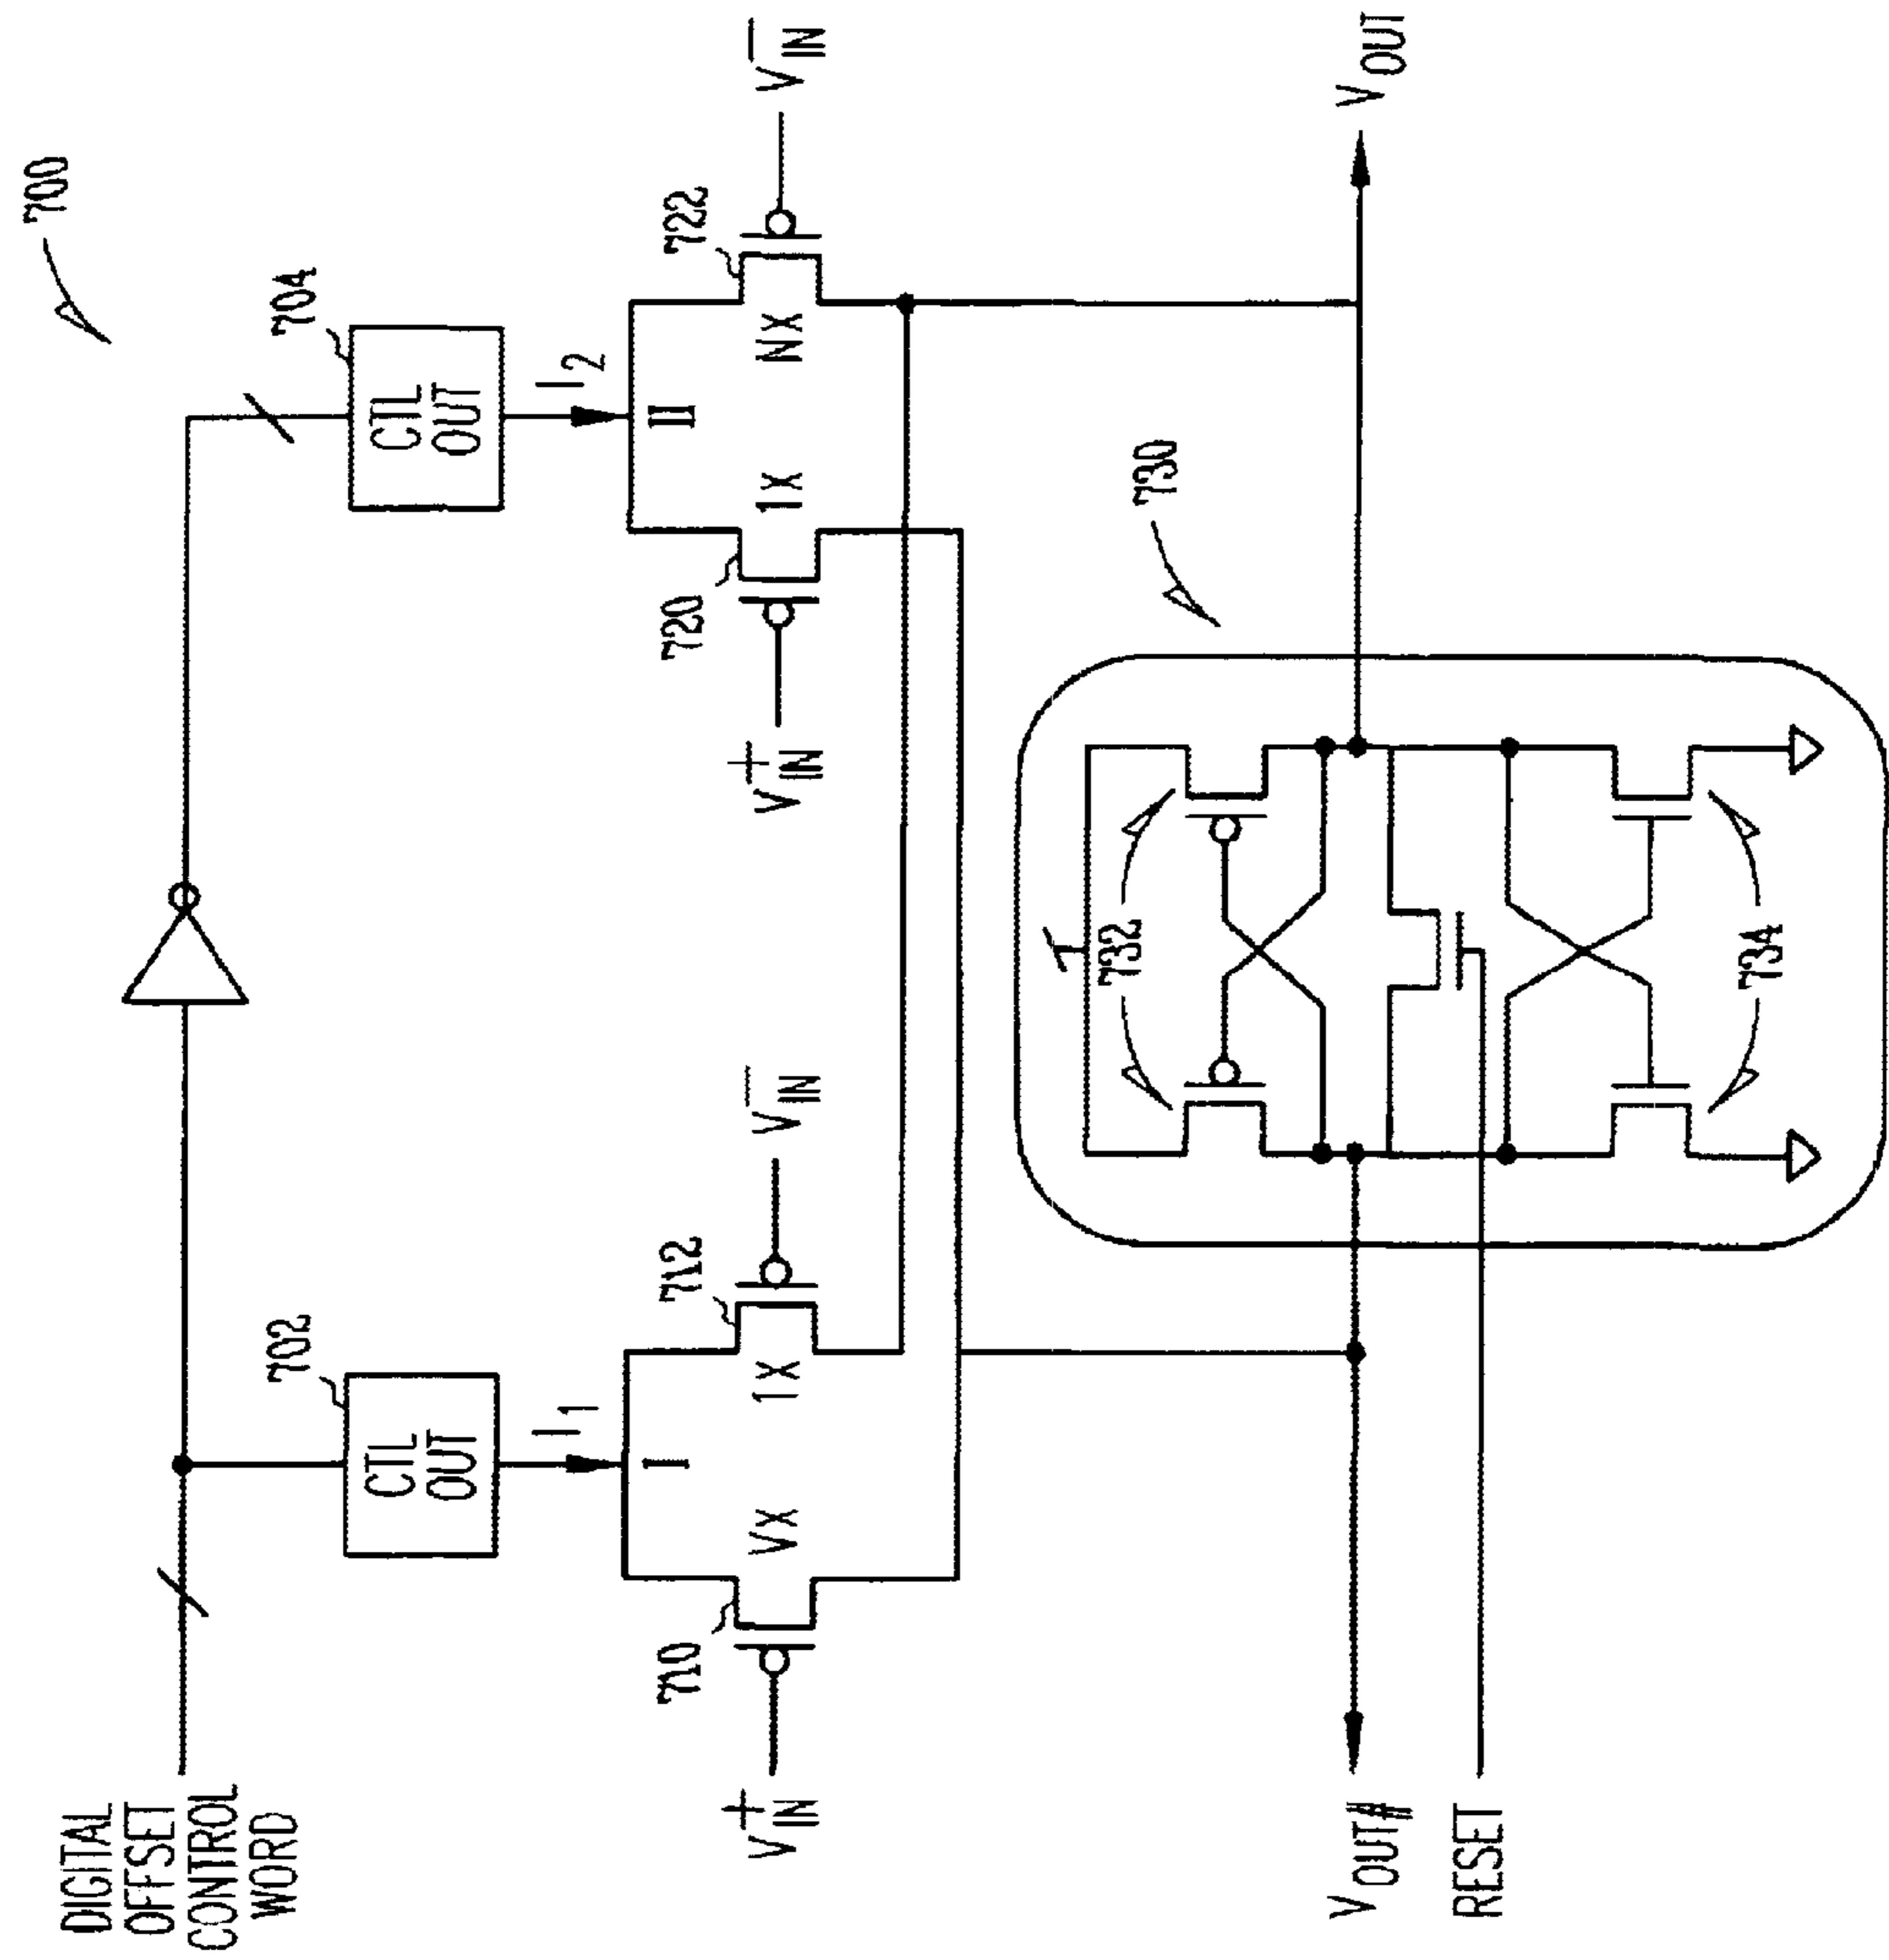 700
DIGITAL
OFFSET
CONTROL
WORD
702
CTL
OUT
704
CTL
OUT
I1
I2
I
II
710
VX
1X
712
720
1X
NX
722
V+IN
V−IN
V+IN
V−IN
730
732
734
VOUT#
VOUT
RESET